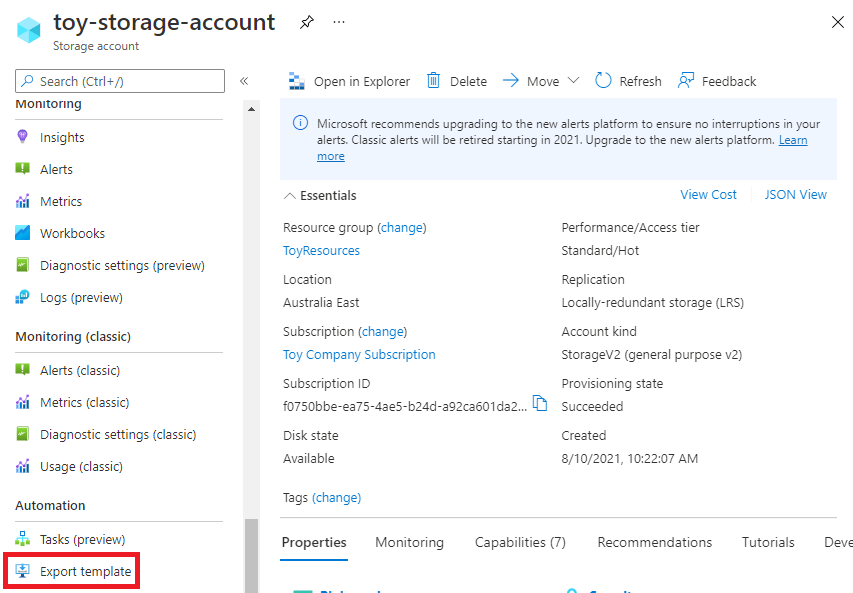 toy-storage-account
Storage account
Search (Ctrl+/)
Monitoring
Insights
Alerts
Metrics
Workbooks
Diagnostic settings (preview)
Logs (preview)
Monitoring (classic)
Alerts (classic)
Metrics (classic)
Diagnostic settings (classic)
Usage (classic)
Automation
Tasks (preview)
Export template
Open in Explorer Delete Move Refresh Feedback
Microsoft recommends upgrading to the new alerts platform to ensure no interruptions in your
alerts. Classic alerts will be retired starting in 2021. Upgrade to the new alerts platform. Learn
more
Essentials View Cost JSON View
Resource group (change)
ToyResources
Location
Australia East
Subscription (change)
Toy Company Subscription
Subscription ID
f0750bbe-ea75-4ae5-b24d-a92ca601da2...
Disk state
Available
Performance/Access tier
Standard/Hot
Replication
Locally-redundant storage (LRS)
Account kind
StorageV2 (general purpose v2)
Provisioning state
Succeeded
Created
8/10/2021, 10:22:07 AM
Tags (change)
Properties Monitoring Capabilities (7) Recommendations Tutorials Deve